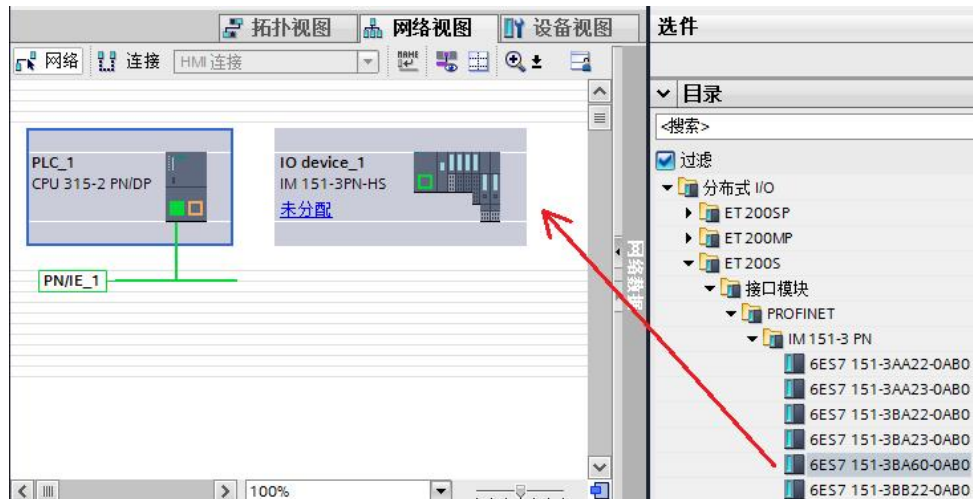 拓扑视图
网络视图
设备视图
网络
连接
HMI 连接
PLC_1
CPU 315-2 PN/DP
IO device_1
IM 151-3PN-HS
未分配
PN/IE_1
100%
网络数据
选件
目录
<搜索>
过滤
分布式 I/O
ET 200SP
ET 200MP
ET 200S
接口模块
PROFINET
IM 151-3 PN
6ES7 151-3AA22-0AB0
6ES7 151-3AA23-0AB0
6ES7 151-3BA22-0AB0
6ES7 151-3BA23-0AB0
6ES7 151-3BA60-0AB0
6ES7 151-3BB22-0AB0